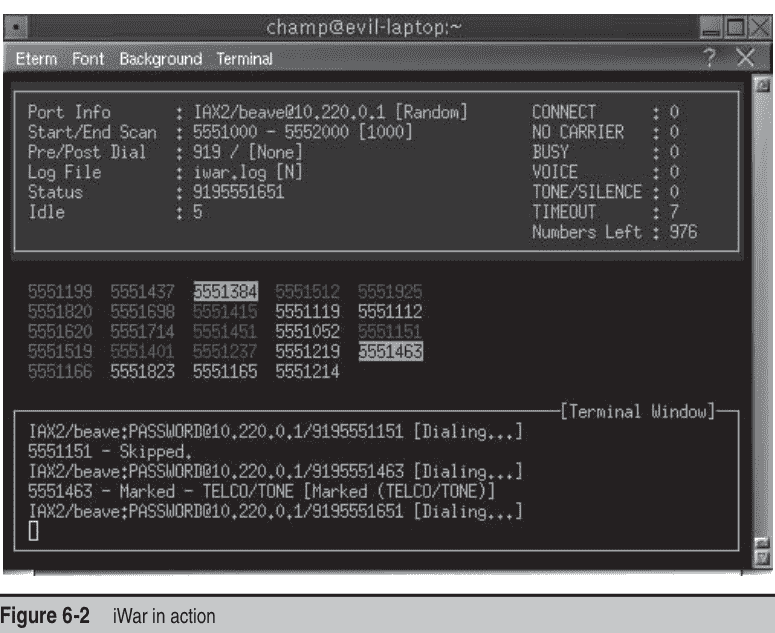 champ@evil-laptop:~
Eterm Font Background Terminal ? X
Port Info : IAX2/beave@10.220.0.1 [Random] CONNECT : 0
Start/End Scan : 5551000 - 5552000 [1000] NO CARRIER : 0
Pre/Post Dial : 919 / [None] BUSY : 0
Log File : iwar.log [N] VOICE : 0
Status : 9195551651 TONE/SILENCE : 0
Idle : 5 TIMEOUT : 7
Numbers Left : 976
5551199 5551437 5551384 5551512 5551925
5551820 5551698 5551415 5551119 5551112
5551620 5551714 5551451 5551052 5551151
5551519 5551401 5551237 5551219 5551463
5551166 5551823 5551165 5551214
[Terminal Window]
IAX2/beave:PASSWORD@10.220.0.1/9195551151 [Dialing...]
5551151 - Skipped.
IAX2/beave:PASSWORD@10.220.0.1/9195551463 [Dialing...]
5551463 - Marked - TELCO/TONE [Marked (TELCO/TONE)]
IAX2/beave:PASSWORD@10.220.0.1/9195551651 [Dialing...]
Figure 6-2 iWar in action